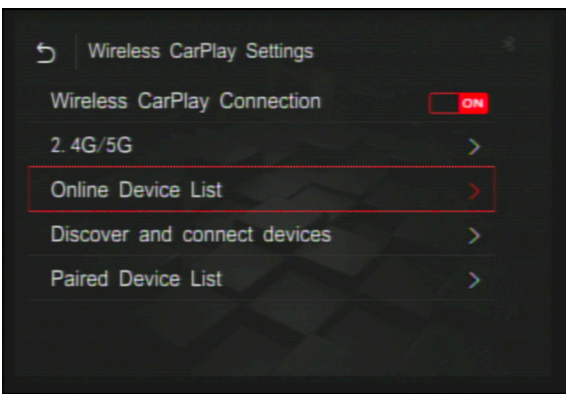 Wireless CarPlay Settings
Wireless CarPlay Connection ON
2.4G/5G
Online Device List
Discover and connect devices
Paired Device List